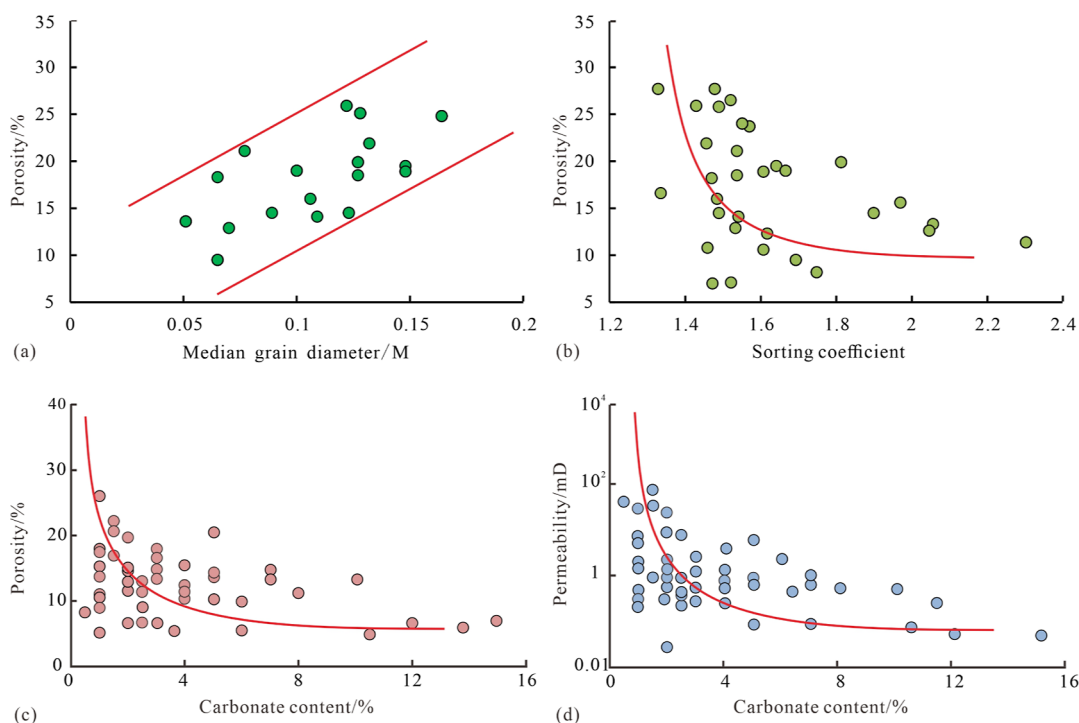 35
30
25
20
15
10
5
Porosity/%
0 0.05 0.1 0.15 0.2
Median grain diameter/M
(a)
35
30
25
20
15
10
5
Porosity/%
1.2 1.4 1.6 1.8 2 2.2 2.4
Sorting coefficient
(b)
40
30
20
10
0
Porosity/%
0 4 8 12 16
Carbonate content/%
(c)
10⁴
10²
1
0.01
Permeability/mD
0 4 8 12 16
Carbonate content/%
(d)